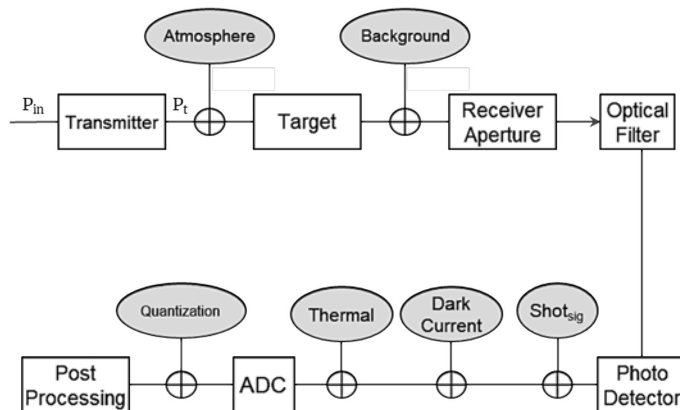 Atmosphere
Background
Pin
Transmitter
Pt
Target
Receiver
Aperture
Optical
Filter
Quantization
Thermal
Dark
Current
Shotsig
Post
Processing
ADC
Photo
Detector